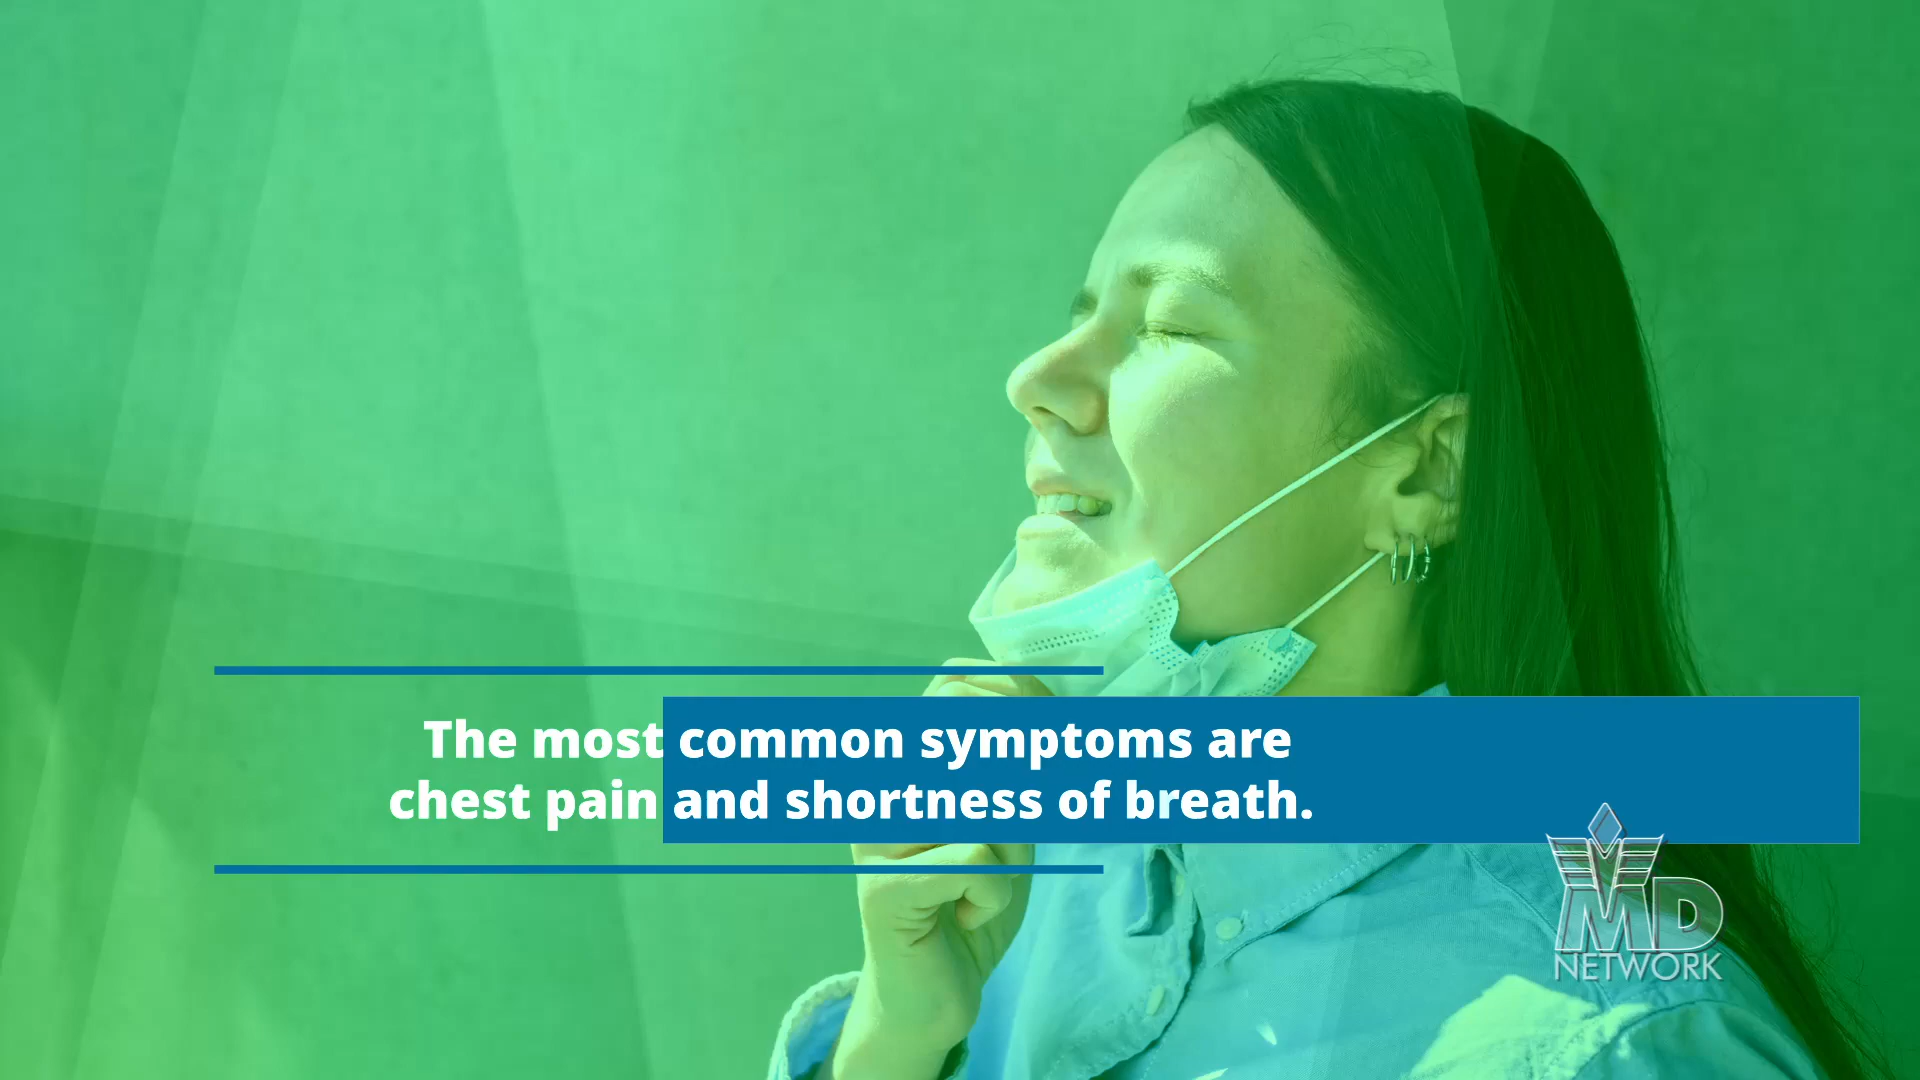 The most common symptoms are
chest pain and shortness of breath.
MD
NETWORK